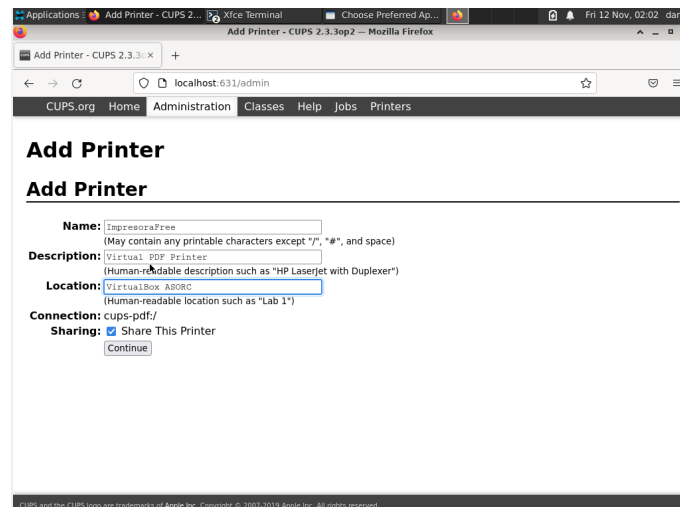 Applications Add Printer - CUPS 2... 2 Xfce Terminal Choose Preferred Ap... Fri 12 Nov, 02:02 dar
Add Printer - CUPS 2.3.3op2 — Mozilla Firefox
Add Printer - CUPS 2.3.3o × +
localhost:631/admin
CUPS.org Home Administration Classes Help Jobs Printers
Add Printer
Add Printer
Name: ImpresoraFree
(May contain any printable characters except "/", "#", and space)
Description: Virtual PDF Printer
(Human-readable description such as "HP LaserJet with Duplexer")
Location: VirtualBox ASORC
(Human-readable location such as "Lab 1")
Connection: cups-pdf:/
Sharing: Share This Printer
Continue
CUPS and the CUPS logo are trademarks of Apple Inc. Copyright © 2007-2019 Apple Inc. All rights reserved.